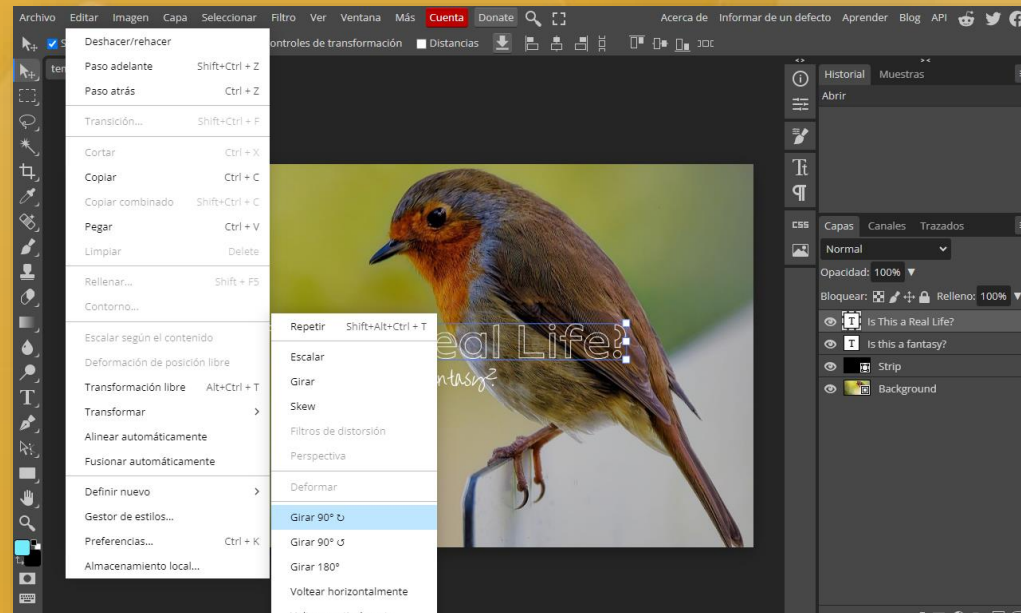 Archivo Editar Imagen Capa Seleccionar Filtro Ver Ventana Más Cuenta Donate Acerca de Informar de un defecto Aprender Blog API
ontroles de transformación Distancias
Deshacer/rehacer
Paso adelante Shift+Ctrl + Z
Paso atrás Ctrl + Z
Transición... Shift+Ctrl + F
Cortar Ctrl + X
Copiar Ctrl + C
Copiar combinado Shift+Ctrl + C
Pegar Ctrl + V
Limpiar Delete
Rellenar... Shift + F5
Contorno...
Escalar según el contenido
Deformación de posición libre
Transformación libre Alt+Ctrl + T
Transformar
Alinear automáticamente
Fusionar automáticamente
Definir nuevo
Gestor de estilos...
Preferencias... Ctrl + K
Almacenamiento local...
Repetir Shift+Alt+Ctrl + T
Escalar
Girar
Skew
Filtros de distorsión
Perspectiva
Deformar
Girar 90°
Girar 90°
Girar 180°
Voltear horizontalmente
eal Life?
ntasy?
CSS
Historial Muestras
Abrir
Capas Canales Trazados
Normal
Opacidad: 100%
Bloquear: Relleno: 100%
Is This a Real Life?
Is this a fantasy?
Strip
Background